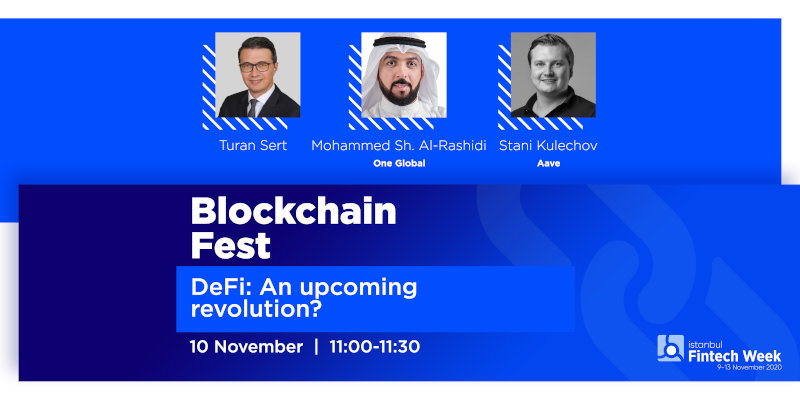 Turan Sert
Mohammed Sh. Al-Rashidi
One Global
Stani Kulechov
Aave
Blockchain
Fest
DeFi: An upcoming
revolution?
10 November | 11:00-11:30
istanbul
Fintech Week
9-13 November 2020